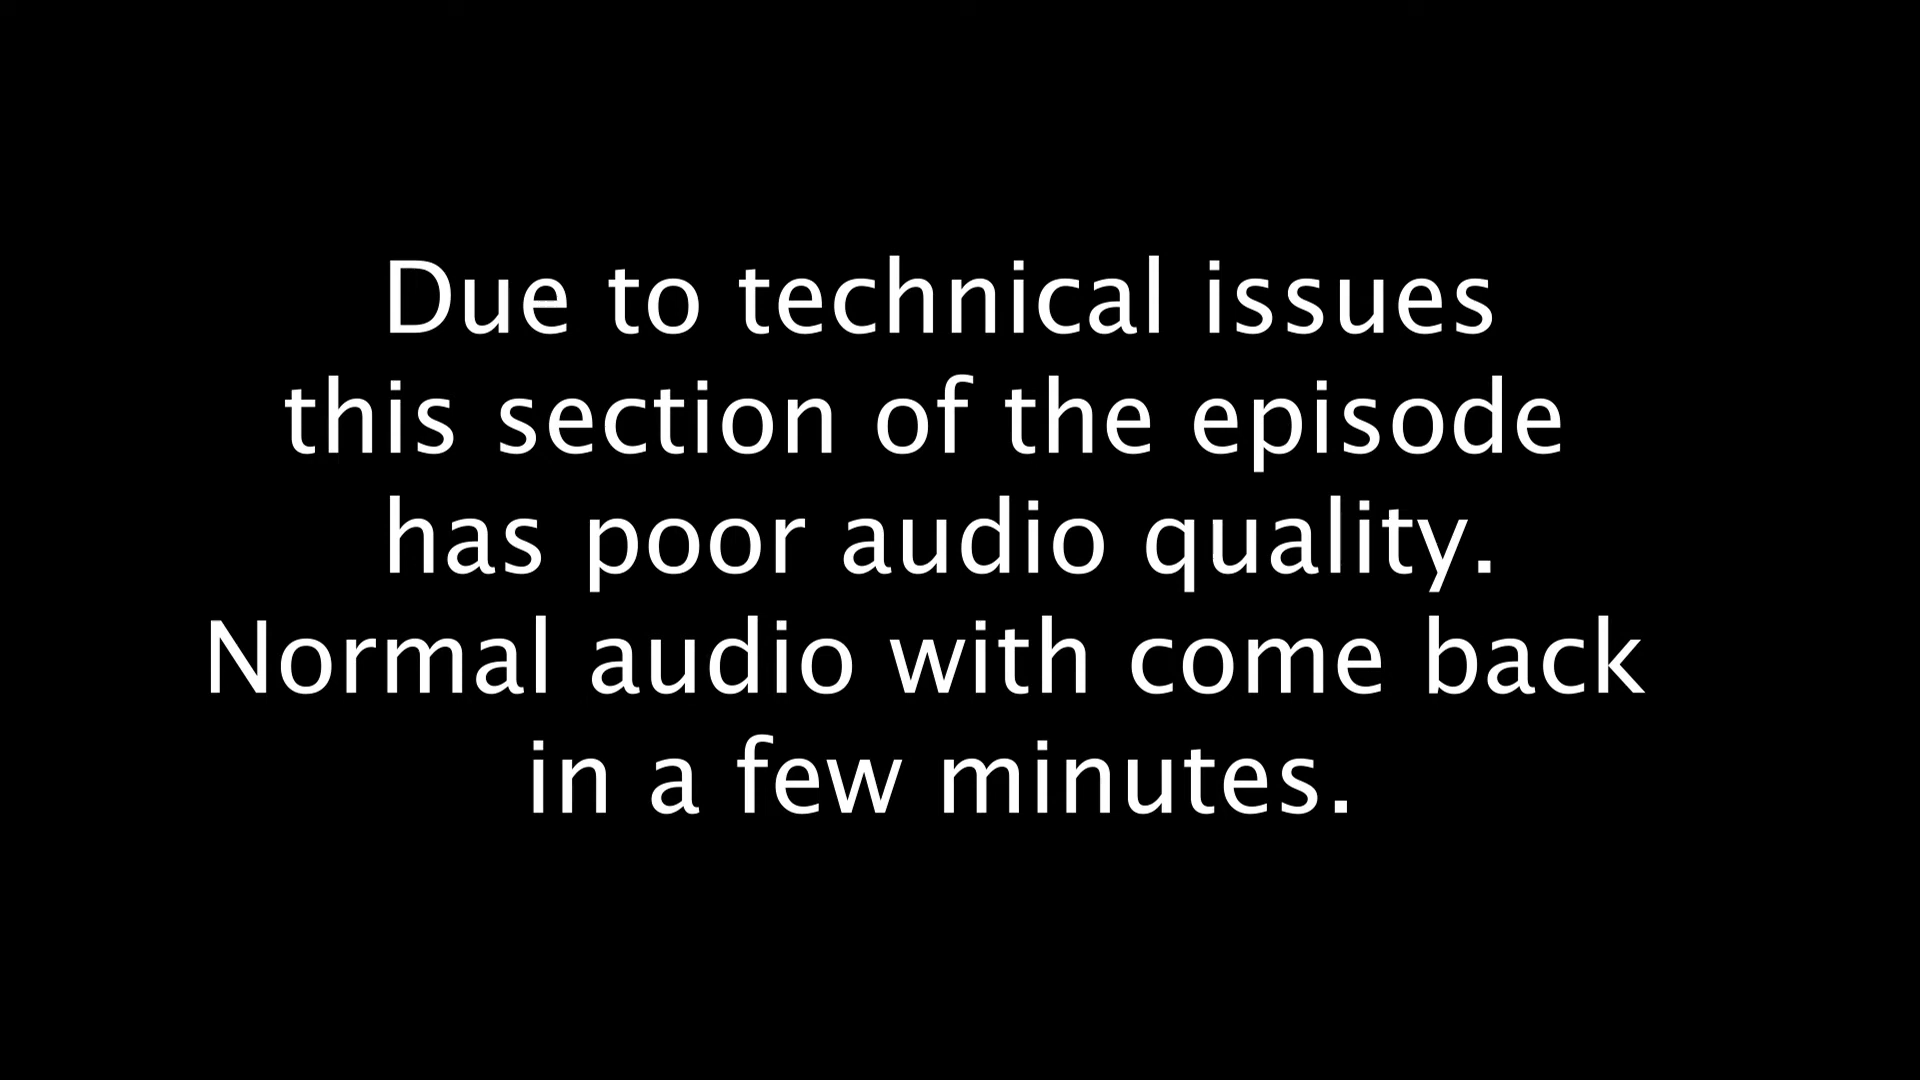 Due to technical issues
this section of the episode
has poor audio quality.
Normal audio with come back
in a few minutes.